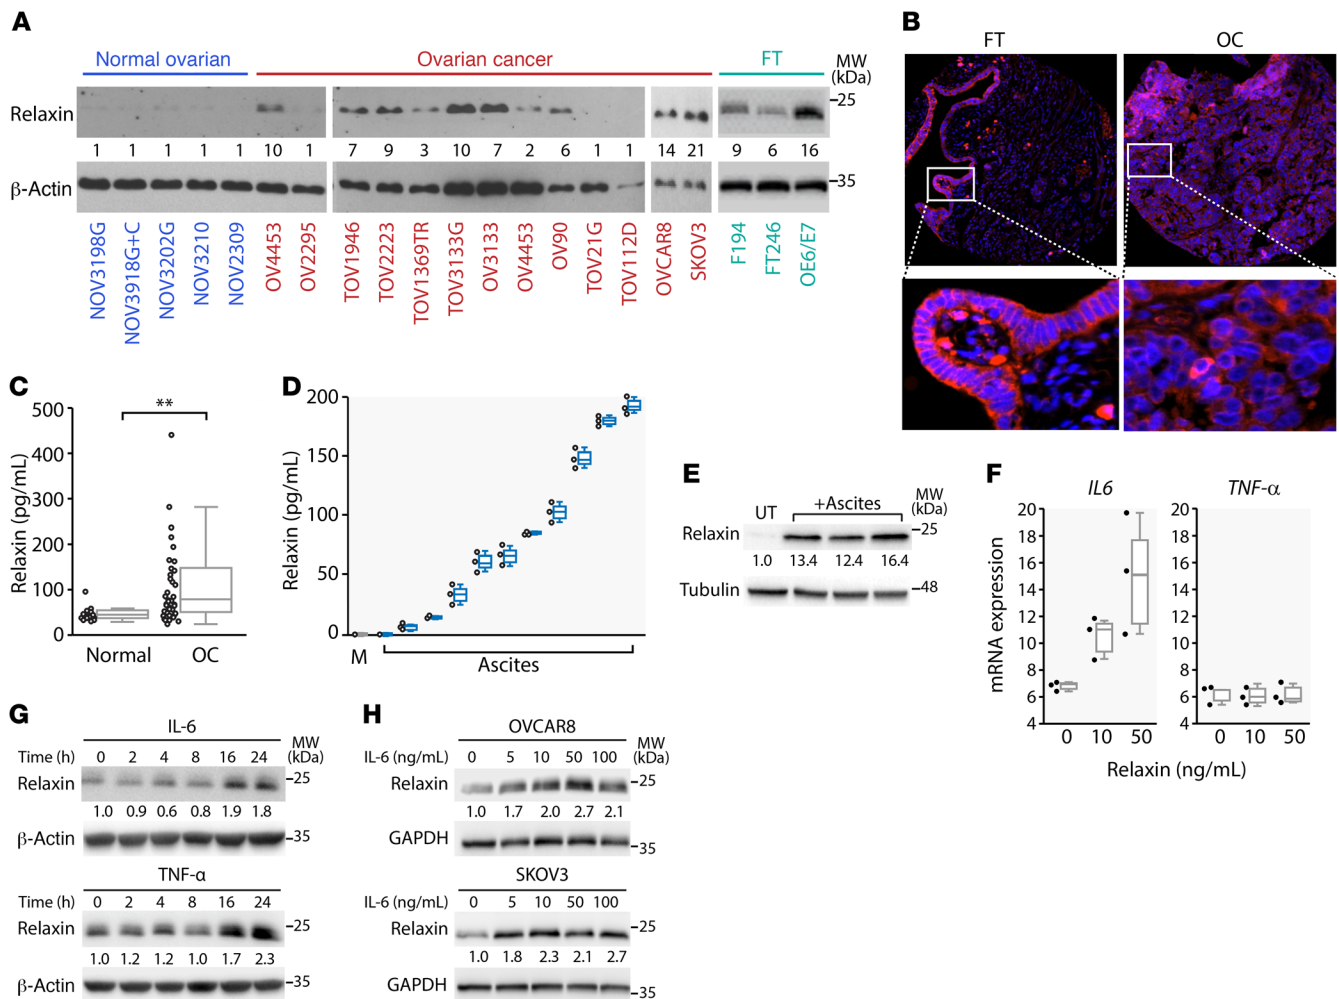 A
Normal ovarian
Ovarian cancer
FT
MW
(kDa)
Relaxin
25
1 1 1 1 1 10 1 7 9 3 10 7 2 6 1 1 14 21 9 6 16
β-Actin
35
NOV3198G
NOV3918G+C
NOV3202G
NOV3210
NOV2309
OV4453
OV2295
TOV1946
TOV2223
TOV1369TR
TOV3133G
OV3133
OV4453
OV90
TOV21G
TOV112D
OVCAR8
SKOV3
F194
FT246
OE6/E7
B
FT
OC
C
Relaxin (pg/mL)
500
400
300
200
100
0
**
Normal
OC
D
Relaxin (pg/mL)
200
150
100
50
0
M
Ascites
E
UT
+Ascites
MW
(kDa)
Relaxin
25
1.0 13.4 12.4 16.4
Tubulin
48
F
IL6
TNF-α
mRNA expression
20
18
16
14
12
10
8
6
4
0 10 50
20
18
16
14
12
10
8
6
4
0 10 50
Relaxin (ng/mL)
G
IL-6
Time (h) 0 2 4 8 16 24
MW
(kDa)
Relaxin
25
1.0 0.9 0.6 0.8 1.9 1.8
β-Actin
35
TNF-α
Time (h) 0 2 4 8 16 24
Relaxin
25
1.0 1.2 1.2 1.0 1.7 2.3
β-Actin
35
H
OVCAR8
IL-6 (ng/mL) 0 5 10 50 100
MW
(kDa)
Relaxin
25
1.0 1.7 2.0 2.7 2.1
GAPDH
35
SKOV3
IL-6 (ng/mL) 0 5 10 50 100
Relaxin
25
1.0 1.8 2.3 2.1 2.7
GAPDH
35